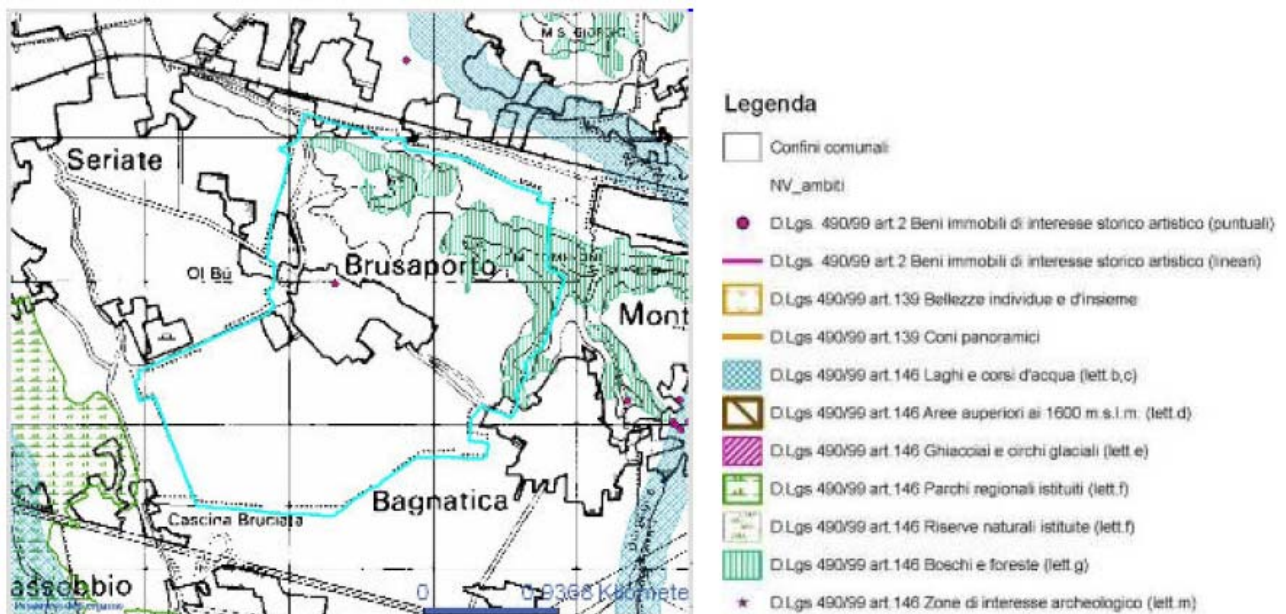 M S. GIORGIO
Seriate
Ol Bù
Brusaporto
Mont
Bagnatica
Cascina Bruciata
assobbio
0 0.9366 Kilomete
Legenda
Confini comunali
NV_ambiti
D.Lgs. 490/99 art.2 Beni immobili di interesse storico artistico (puntuali)
D.Lgs. 490/99 art.2 Beni immobili di interesse storico artistico (lineari)
D.Lgs 490/99 art.139 Bellezze individue e d'insieme
D.Lgs 490/99 art.139 Coni panoramici
D.Lgs 490/99 art.146 Laghi e corsi d'acqua (lett.b,c)
D.Lgs 490/99 art.146 Aree auperiori ai 1600 m.s.l.m. (lett.d)
D.Lgs 490/99 art.146 Ghiacciai e circhi glaciali (lett.e)
D.Lgs 490/99 art.146 Parchi regionali istituiti (lett.f)
D.Lgs 490/99 art.146 Riserve naturali istituite (lett.f)
D.Lgs 490/99 art.146 Boschi e foreste (lett.g)
D.Lgs 490/99 art.146 Zone di interesse archeologico (lett.m)